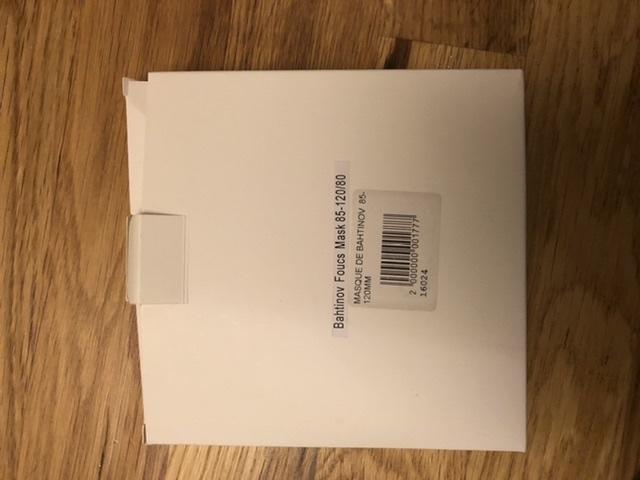 Bahtinov Foucs Mask 85-120/80
MASQUE DE BAHTINOV 85-
120MM
2 000000 001777
16024